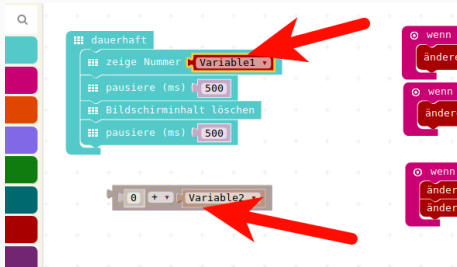 dauerhaft
zeige Nummer Variable1
pausiere (ms) 500
Bildschirminhalt löschen
pausiere (ms) 500
0 + Variable2
wenn
ändere
wenn
änder
wenn
änder
änder